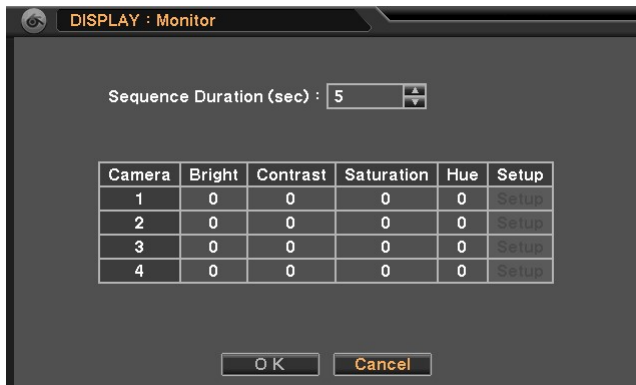 DISPLAY : Monitor
Sequence Duration (sec) : 5
Camera Bright Contrast Saturation Hue Setup
1 0 0 0 0 Setup
2 0 0 0 0 Setup
3 0 0 0 0 Setup
4 0 0 0 0 Setup
OK Cancel